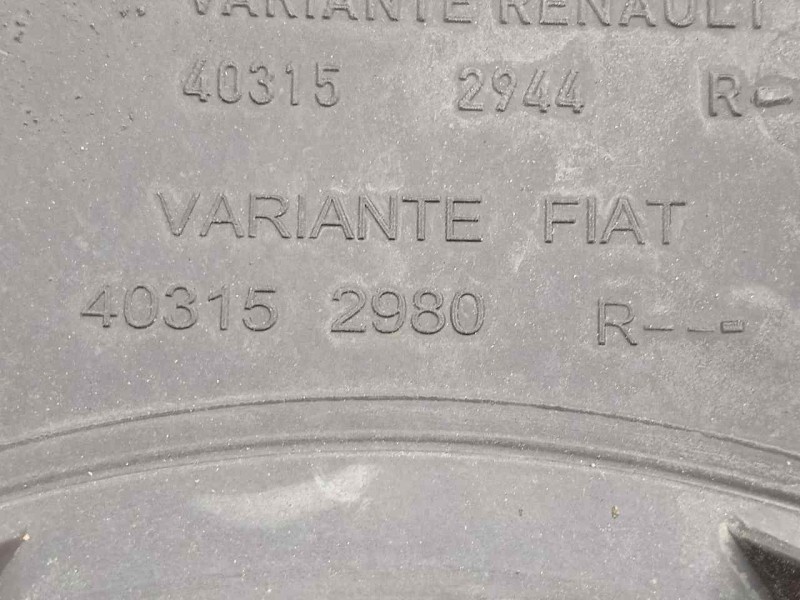 VARIANTE RENAULT
40315 2944 R--
VARIANTE FIAT
40315 2980 R---